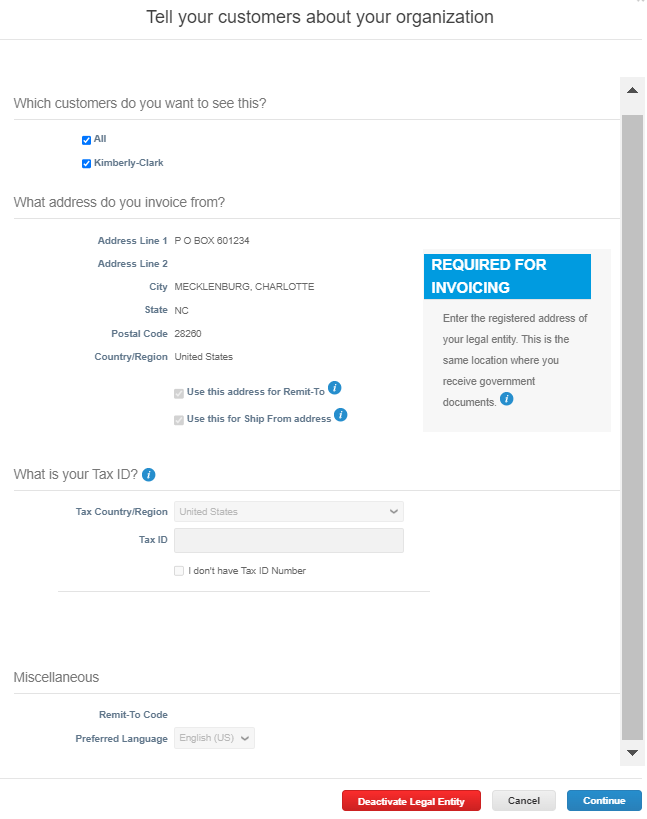 Tell your customers about your organization
Which customers do you want to see this?
All
Kimberly-Clark
What address do you invoice from?
Address Line 1 P O BOX 601234
Address Line 2
City MECKLENBURG, CHARLOTTE
State NC
Postal Code 28260
Country/Region United States
Use this address for Remit-To i
Use this for Ship From address i
REQUIRED FOR
INVOICING
Enter the registered address of
your legal entity. This is the
same location where you
receive government
documents. i
What is your Tax ID? i
Tax Country/Region United States
Tax ID
I don't have Tax ID Number
Miscellaneous
Remit-To Code
Preferred Language English (US)
Deactivate Legal Entity Cancel Continue